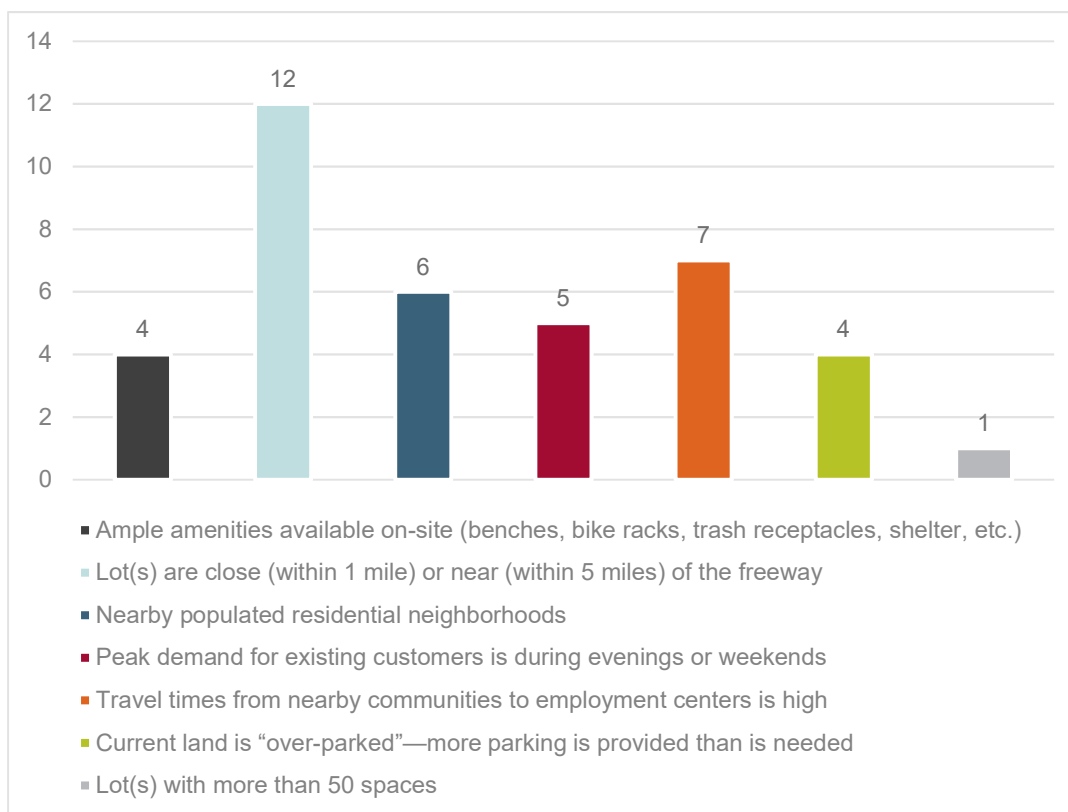 14
12
12
10
8
7
6
6
5
4
4
4
2
1
0
Ample amenities available on-site (benches, bike racks, trash receptacles, shelter, etc.)
Lot(s) are close (within 1 mile) or near (within 5 miles) of the freeway
Nearby populated residential neighborhoods
Peak demand for existing customers is during evenings or weekends
Travel times from nearby communities to employment centers is high
Current land is “over-parked”—more parking is provided than is needed
Lot(s) with more than 50 spaces